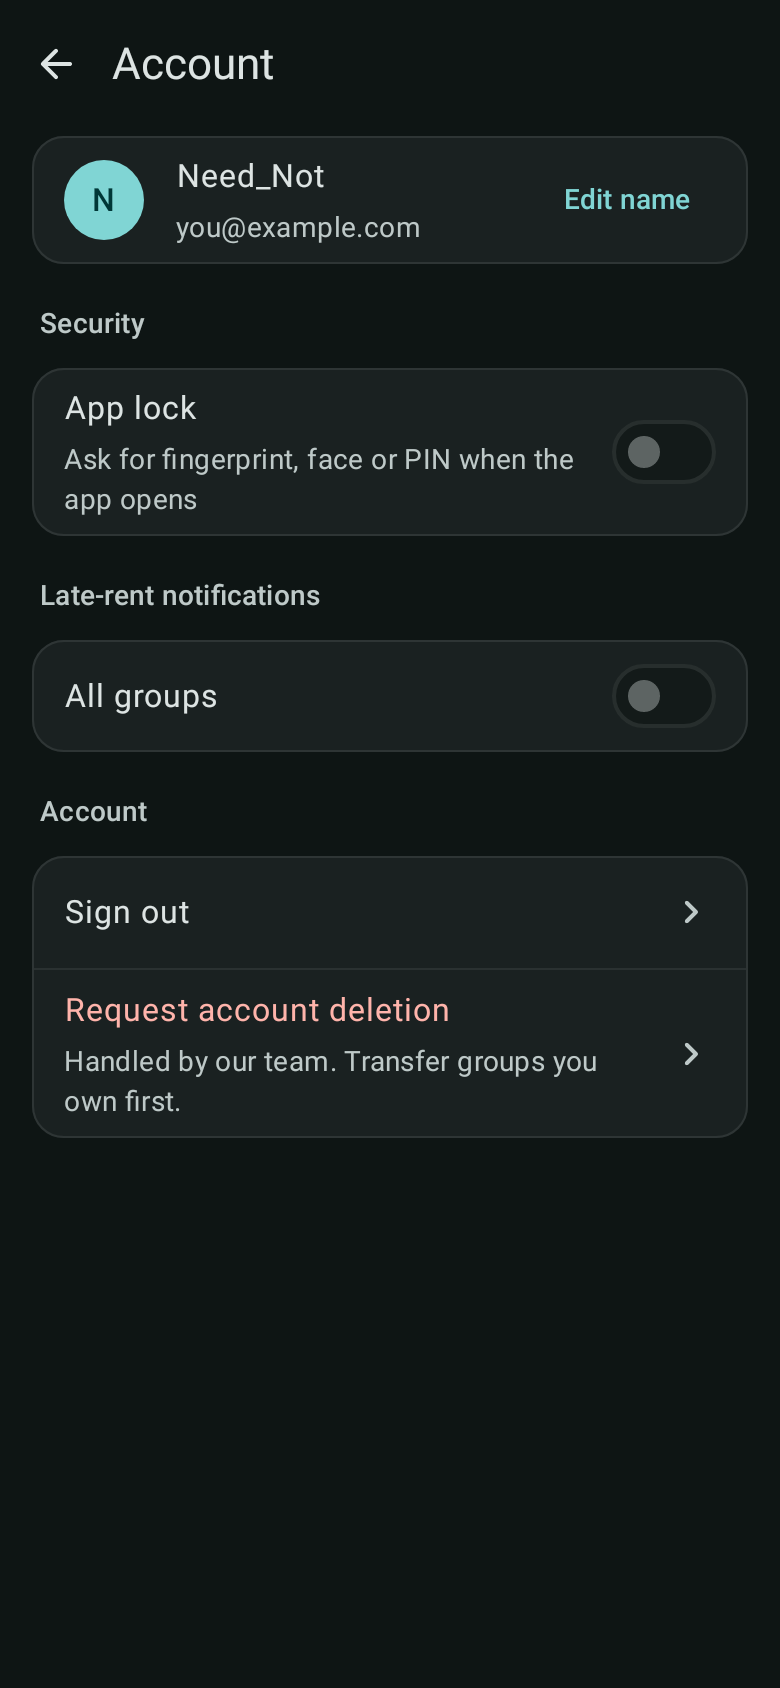 Account
N
Need_Not
you@example.com
Edit name
Security
App lock
Ask for fingerprint, face or PIN when the
app opens
Late-rent notifications
All groups
Account
Sign out
Request account deletion
Handled by our team. Transfer groups you
own first.